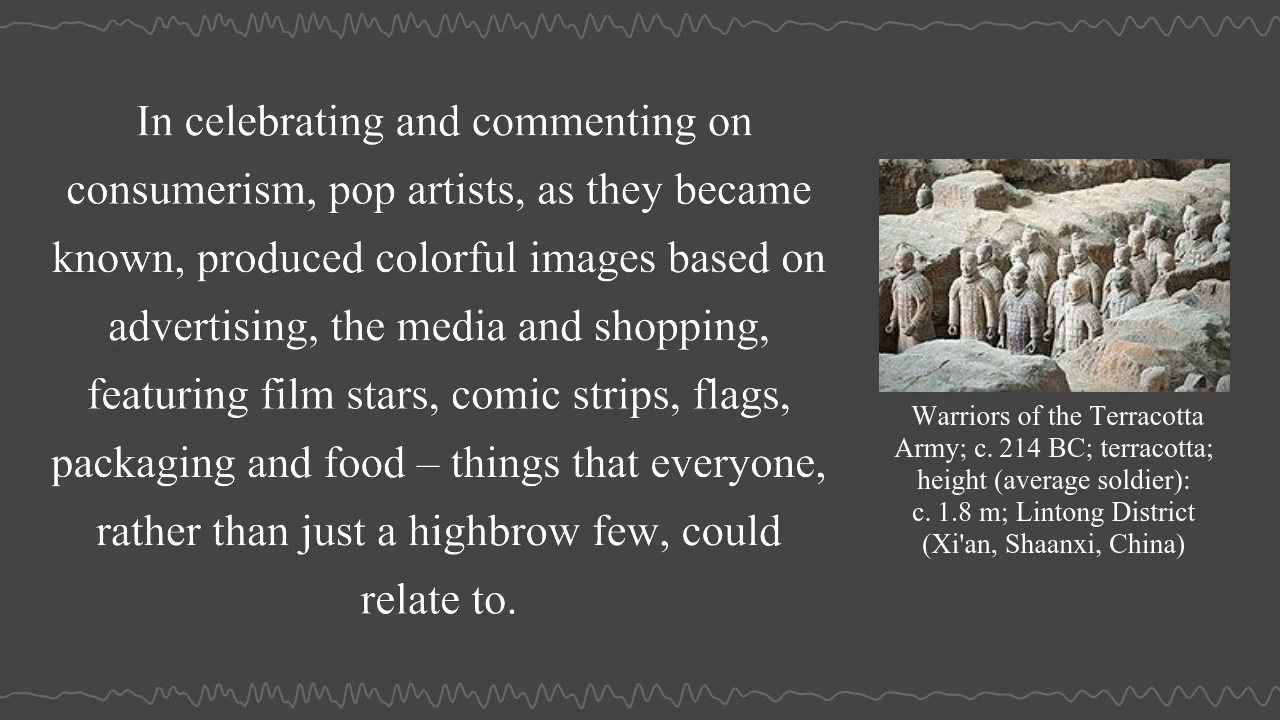 In celebrating and commenting on
consumerism, pop artists, as they became
known, produced colorful images based on
advertising, the media and shopping,
featuring film stars, comic strips, flags,
packaging and food – things that everyone,
rather than just a highbrow few, could
relate to.
Warriors of the Terracotta
Army; c. 214 BC; terracotta;
height (average soldier):
c. 1.8 m; Lintong District
(Xi'an, Shaanxi, China)